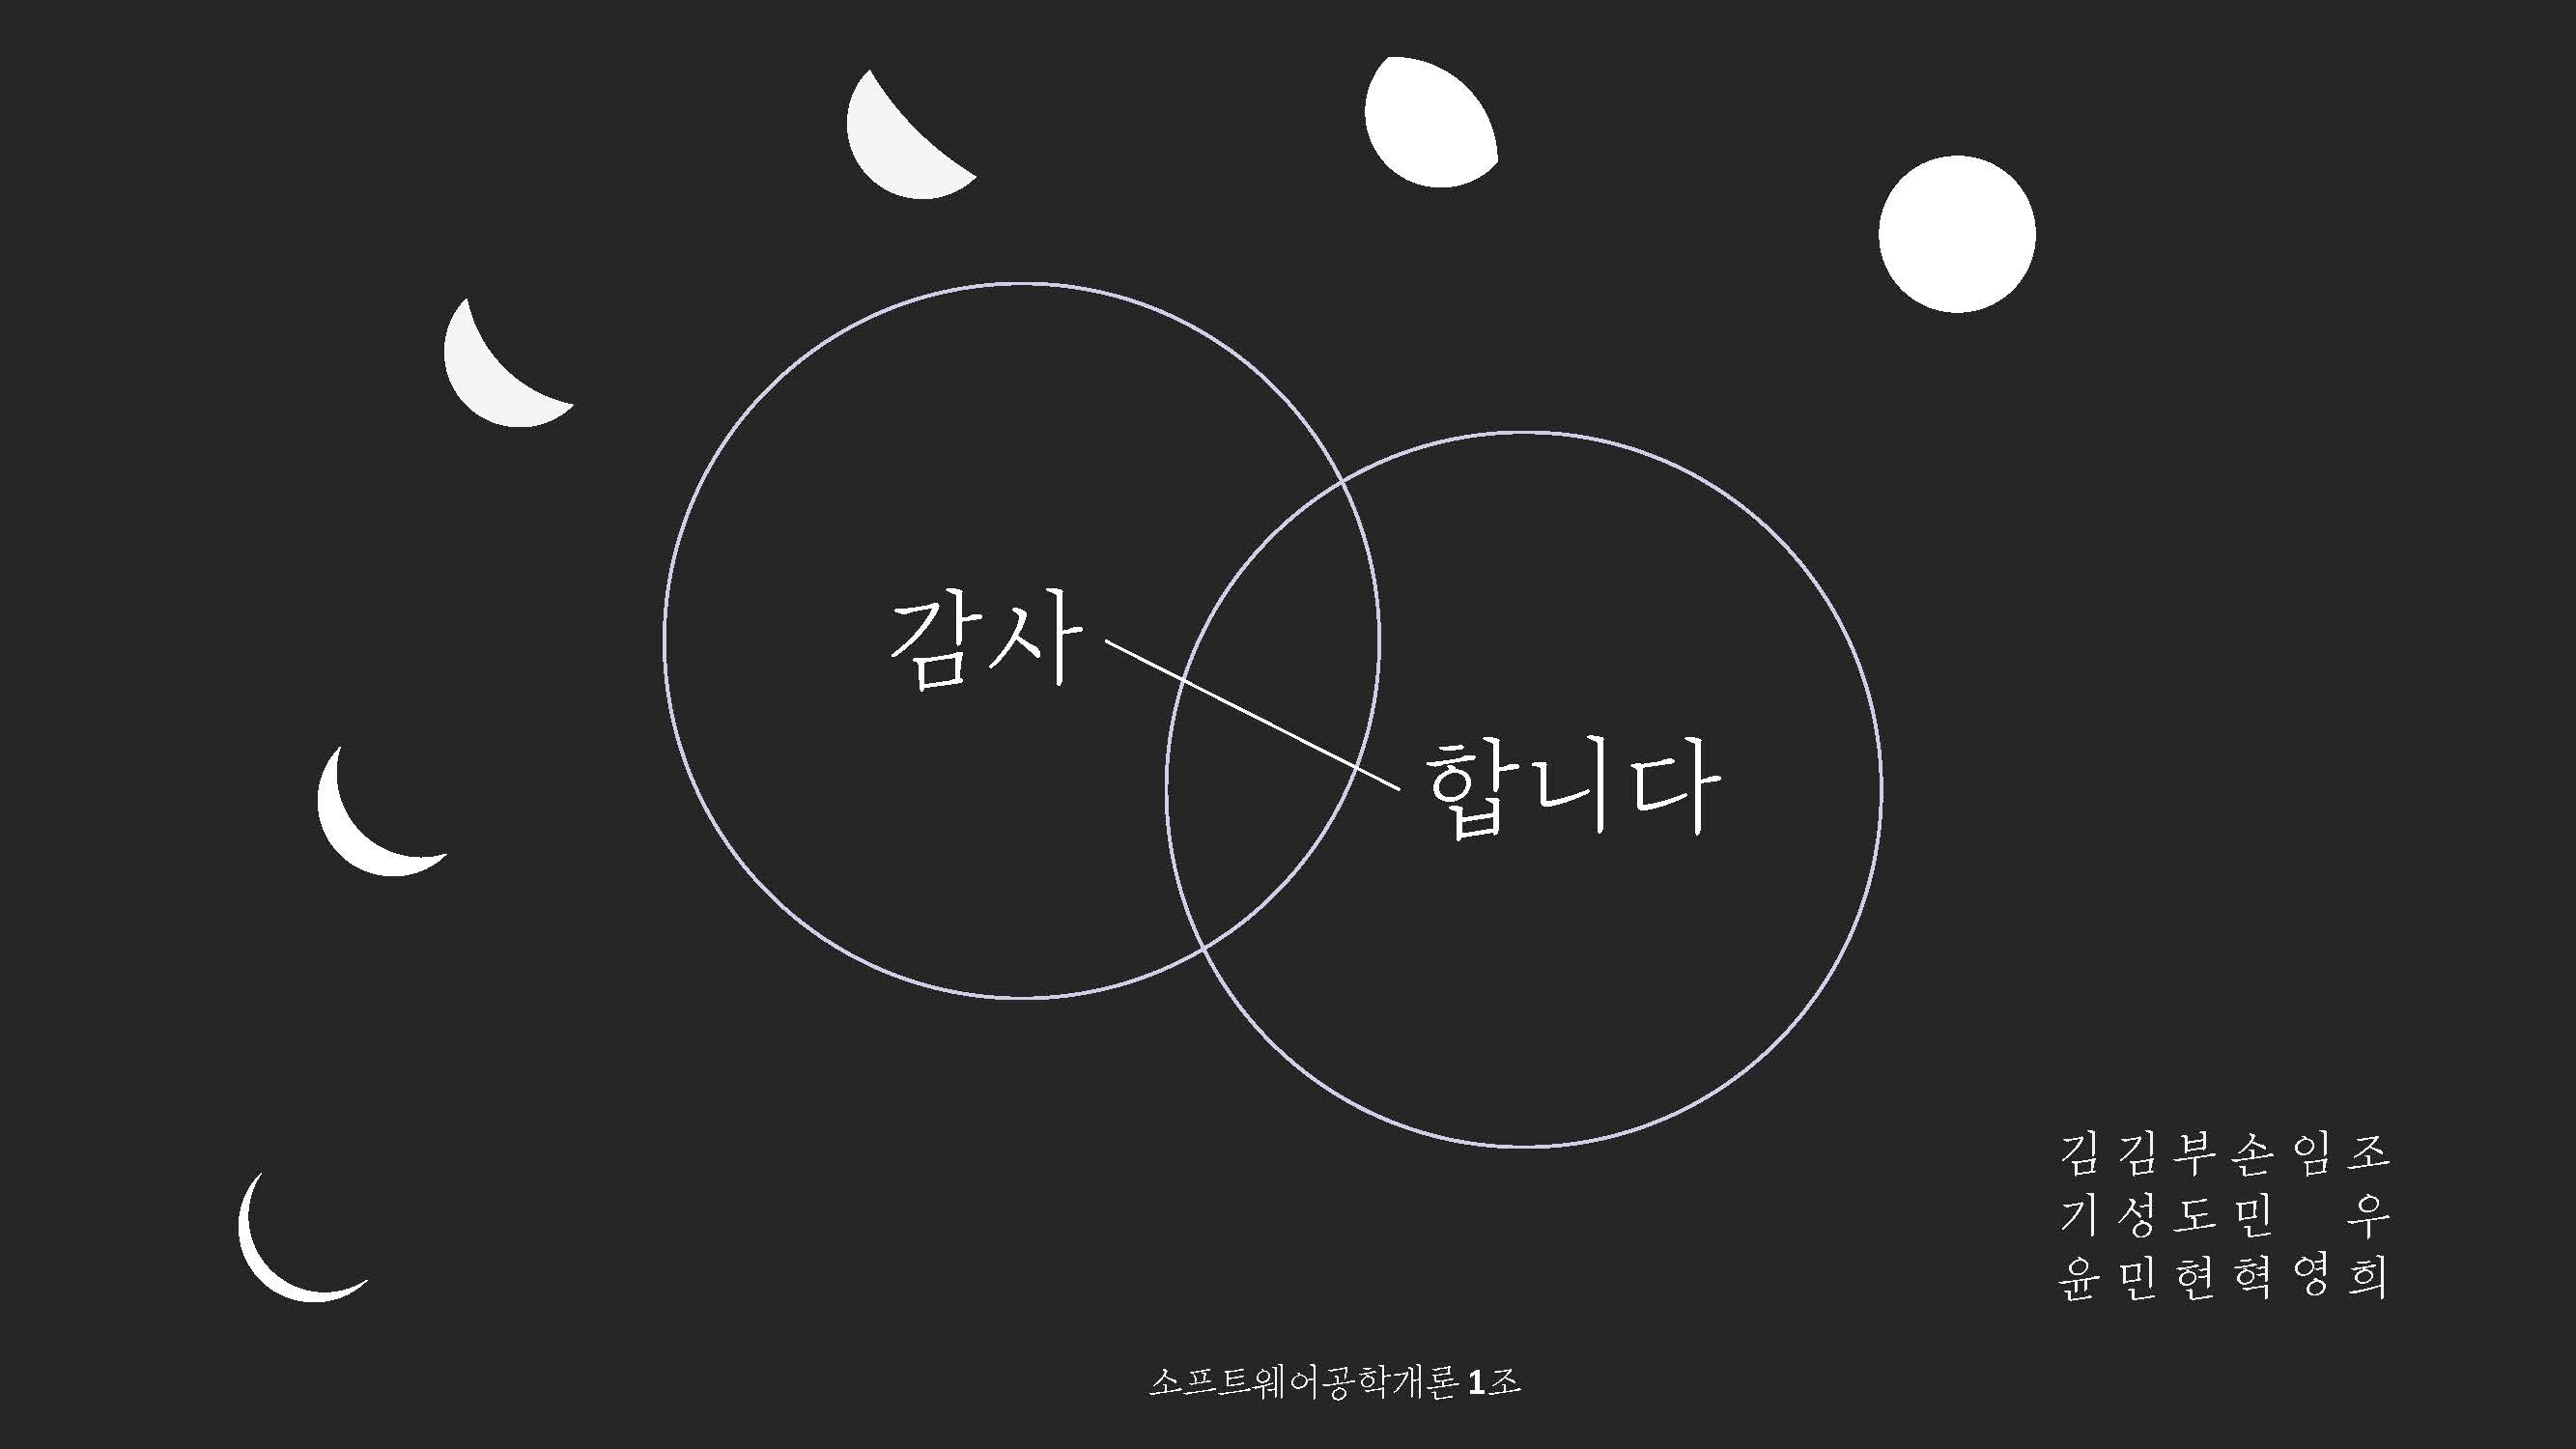 감사
합니다
김 김 부 손 임 조
기 성 도 민 우
윤 민 현 혁 영 희
소프트웨어공학개론 1조